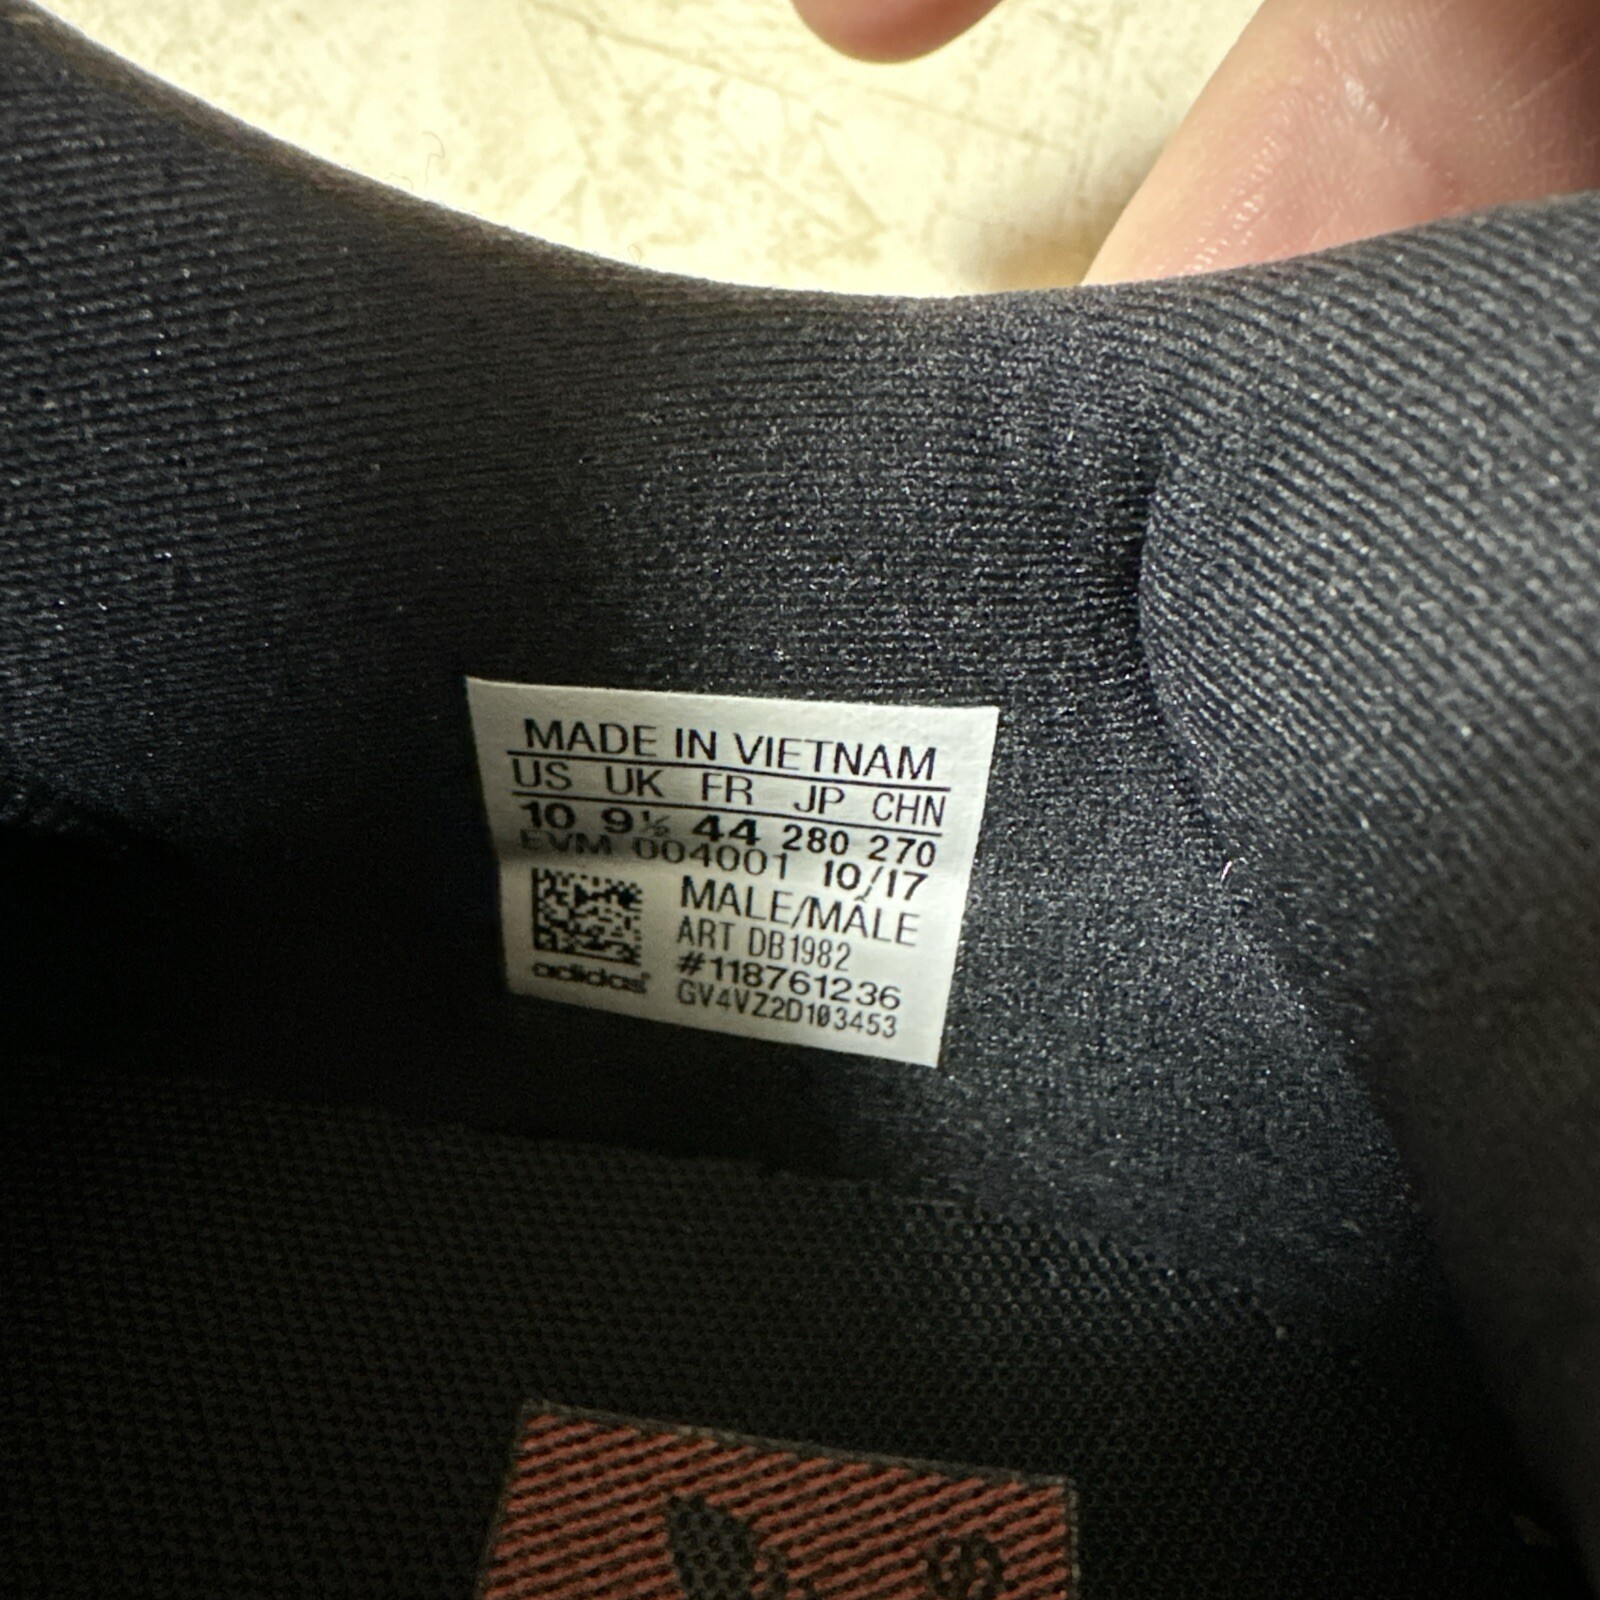 MADE IN VIETNAM
US UK FR JP CHN
10 9½ 44 280 270
EVM 004001 10/17
MALE/MÂLE
ART DB1982
#118761236
adidas
GV4VZ2D103453